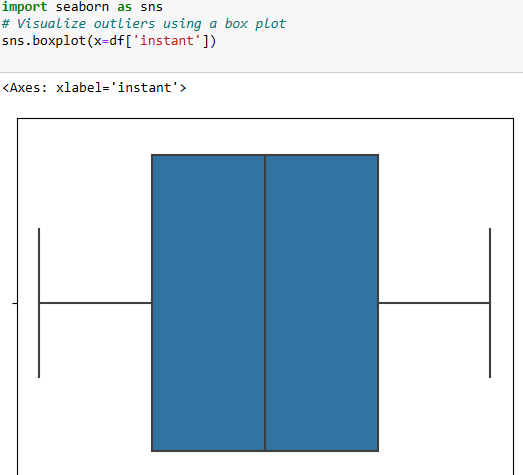 import seaborn as sns
# Visualize outliers using a box plot
sns.boxplot(x=df['instant'])
<Axes: xlabel='instant'>